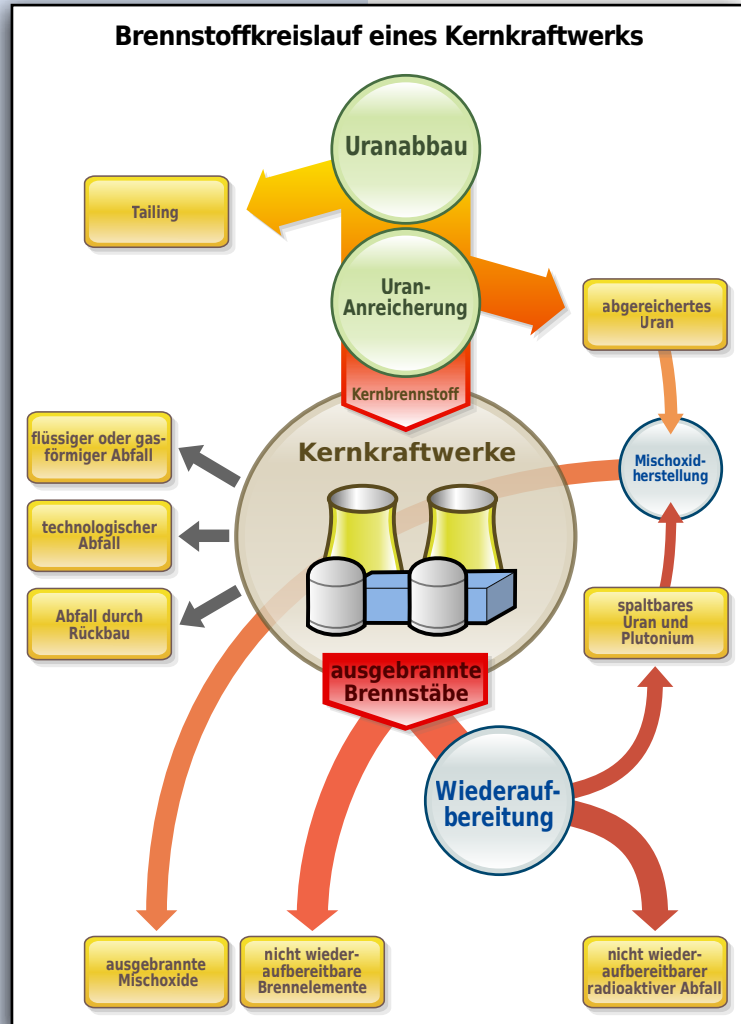 Brennstoffkreislauf eines Kernkraftwerks
Uranabbau
Tailing
Uran-
Anreicherung
abgereichertes
Uran
Kernbrennstoff
flüssiger oder gas-
förmiger Abfall
Kernkraftwerke
Mischoxid-
herstellung
technologischer
Abfall
Abfall durch
Rückbau
spaltbares
Uran und
Plutonium
ausgebrannte
Brennstäbe
Wiederauf-
bereitung
ausgebrannte
Mischoxide
nicht wieder-
aufbereitbare
Brennelemente
nicht wieder-
aufbereitbarer
radioaktiver Abfall